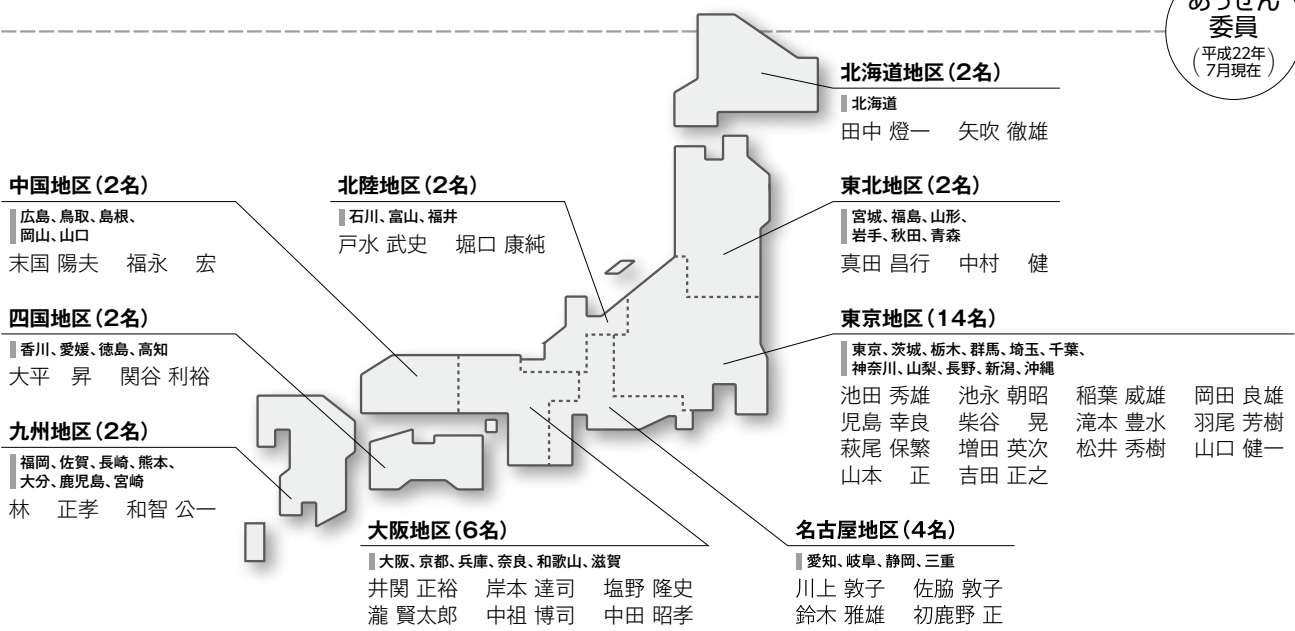 あっせん
委員
(平成22年
7月現在)
北海道地区(2名)
北海道
田中 燈一　矢吹 徹雄
中国地区(2名)
広島、鳥取、島根、
岡山、山口
末国 陽夫　福永　宏
北陸地区(2名)
石川、富山、福井
戸水 武史　堀口 康純
東北地区(2名)
宮城、福島、山形、
岩手、秋田、青森
真田 昌行　中村　健
四国地区(2名)
香川、愛媛、徳島、高知
大平　昇　関谷 利裕
東京地区(14名)
東京、茨城、栃木、群馬、埼玉、千葉、
神奈川、山梨、長野、新潟、沖縄
池田 秀雄　池永 朝昭　稲葉 威雄　岡田 良雄
児島 幸良　柴谷　晃　滝本 豊水　羽尾 芳樹
萩尾 保繁　増田 英次　松井 秀樹　山口 健一
山本　正　吉田 正之
九州地区(2名)
福岡、佐賀、長崎、熊本、
大分、鹿児島、宮崎
林　正孝　和智 公一
大阪地区(6名)
大阪、京都、兵庫、奈良、和歌山、滋賀
井関 正裕　岸本 達司　塩野 隆史
瀧 賢太郎　中祖 博司　中田 昭孝
名古屋地区(4名)
愛知、岐阜、静岡、三重
川上 敦子　佐脇 敦子
鈴木 雅雄　初鹿野 正